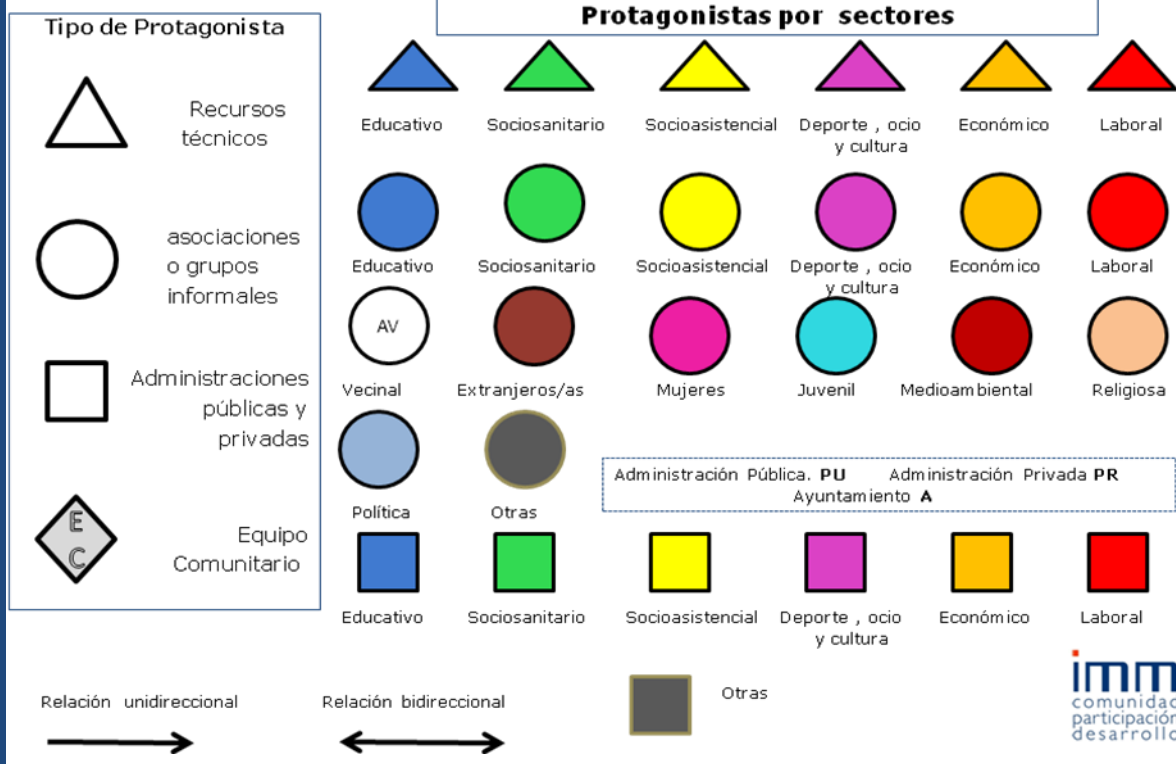 Tipo de Protagonista
Recursos
técnicos
asociaciones
o grupos
informales
Administraciones
públicas y
privadas
E
C
Equipo
Comunitario
Protagonistas por sectores
Educativo Sociosanitario Socioasistencial Deporte , ocio Económico Laboral
y cultura
Educativo Sociosanitario Socioasistencial Deporte , ocio Económico Laboral
y cultura
AV
Vecinal Extranjeros/as Mujeres Juvenil Medioambiental Religiosa
Administración Pública. PU Administración Privada PR
Ayuntamiento A
Política Otras
Educativo Sociosanitario Socioasistencial Deporte , ocio Económico Laboral
y cultura
Otras
Relación unidireccional Relación bidireccional
imm
comunidad
participación
desarrollo